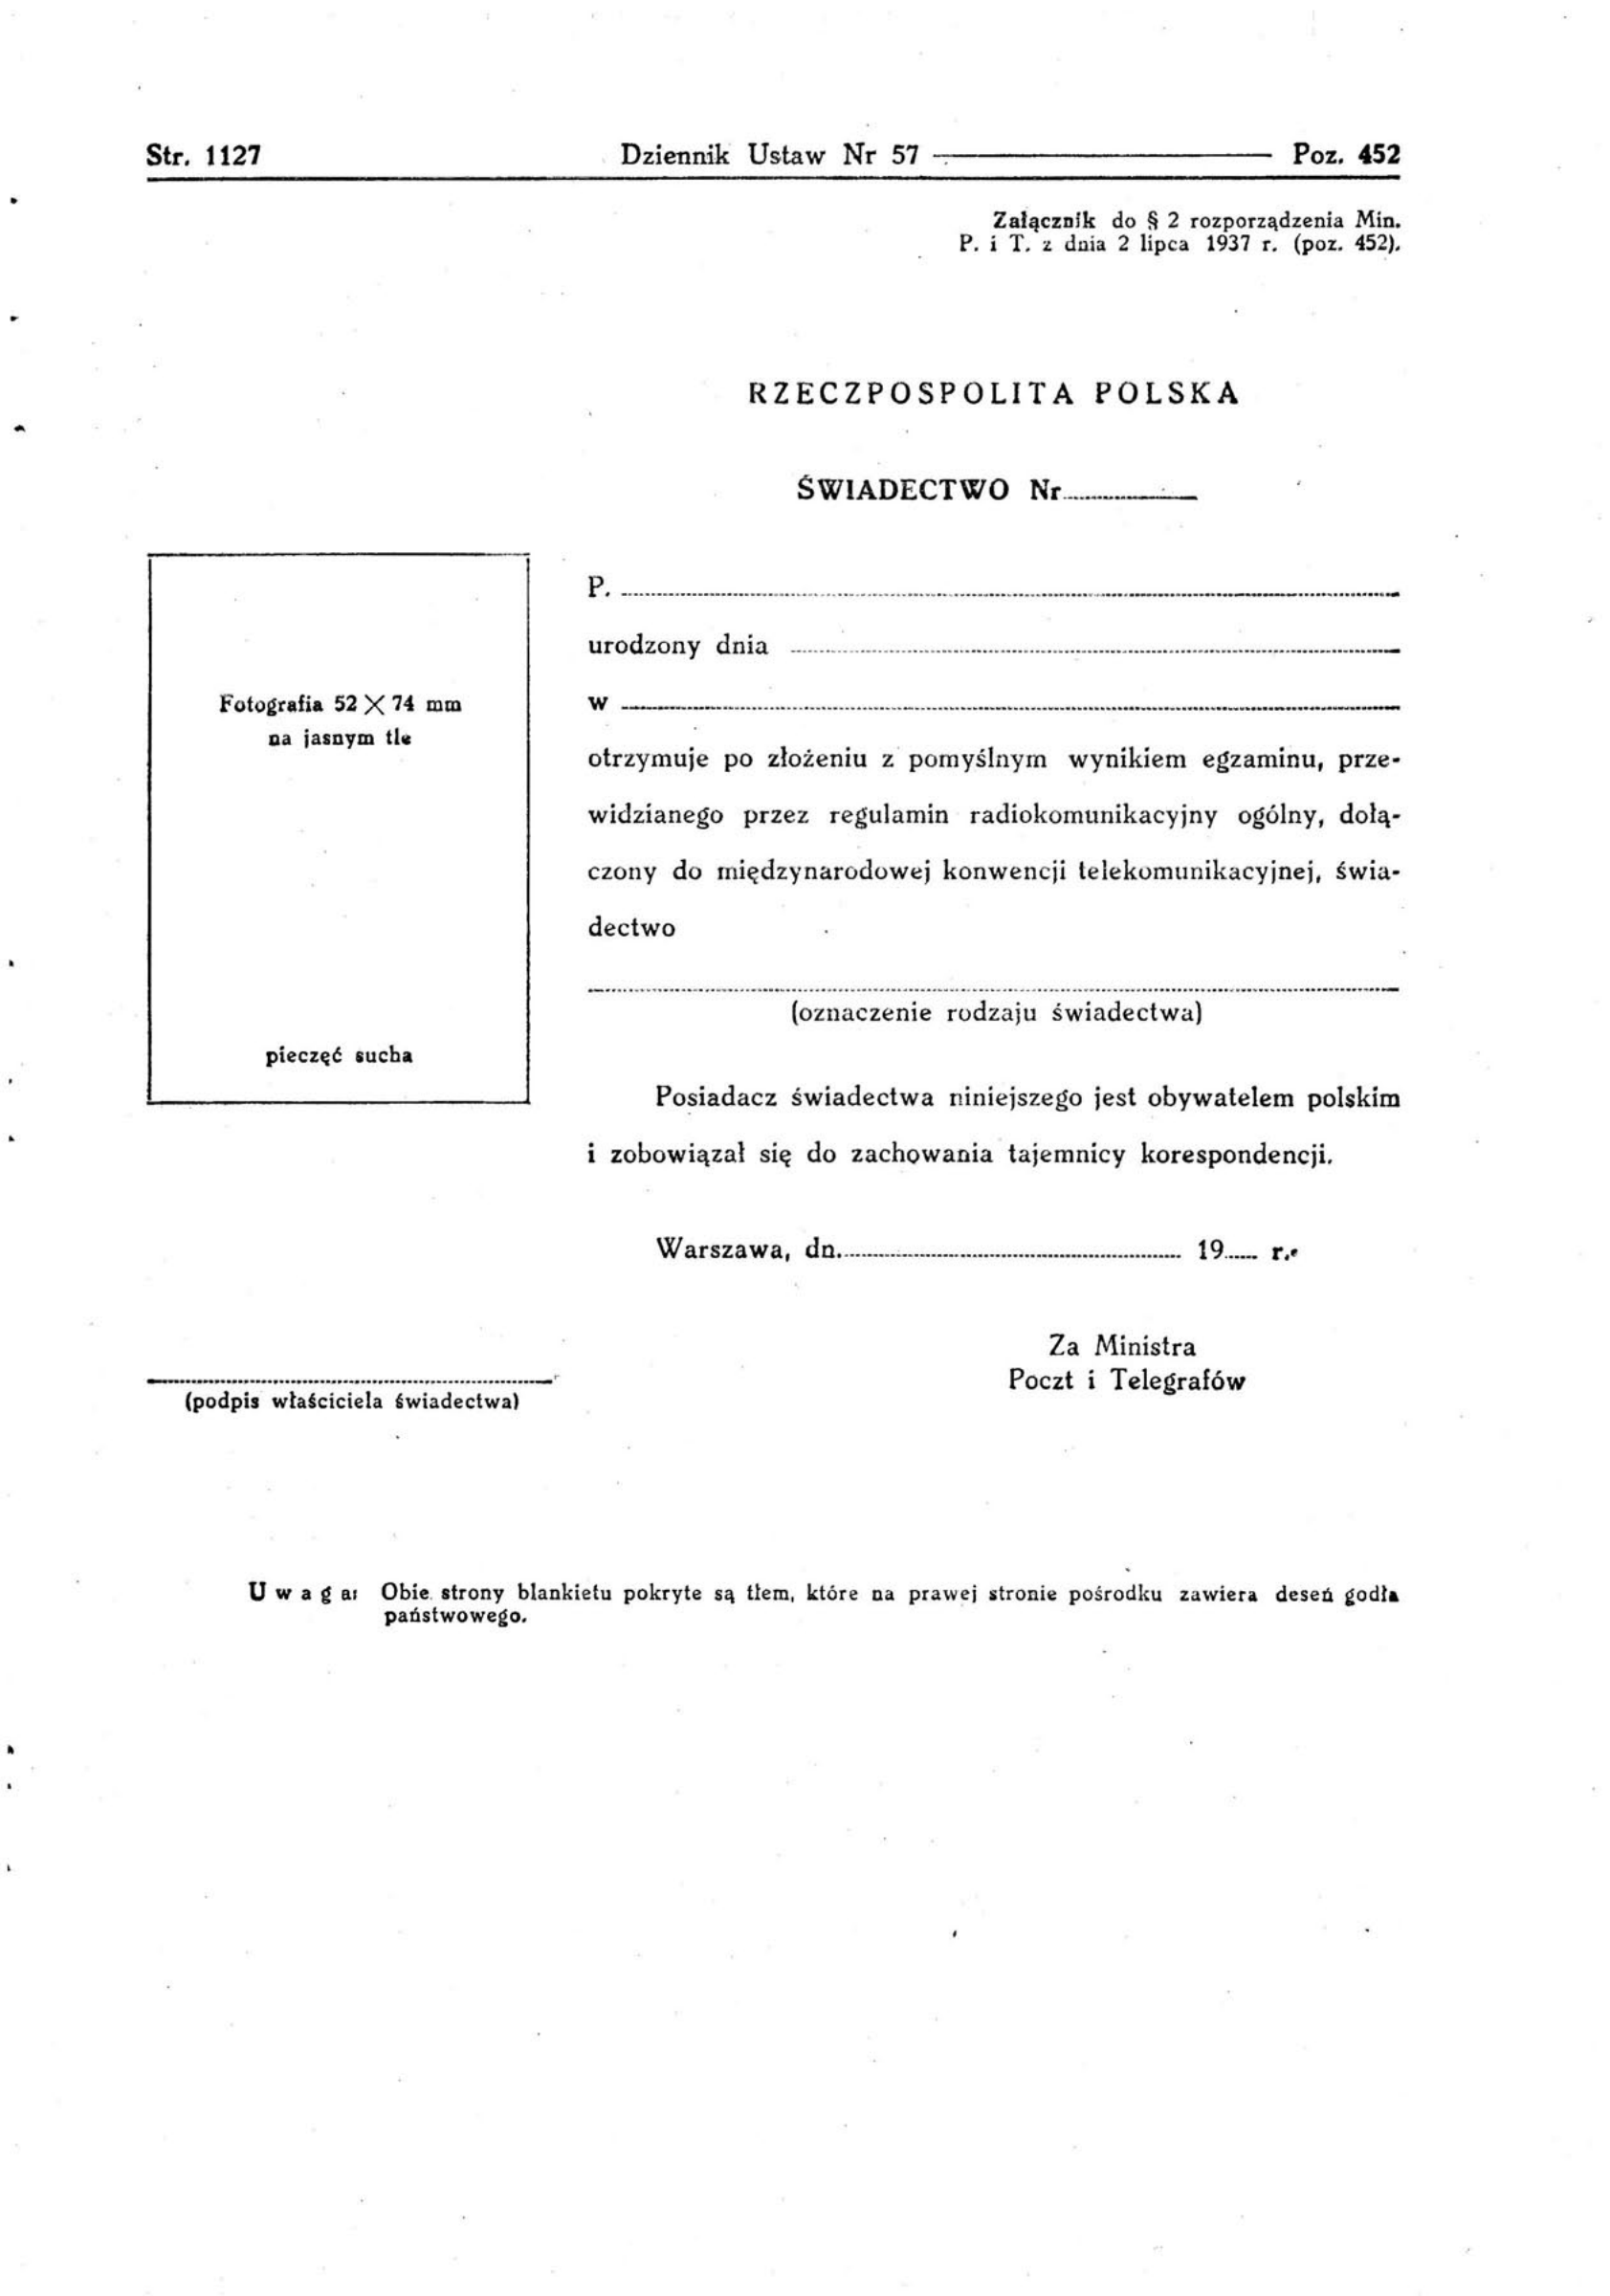 Str. 1127 Dziennik Ustaw Nr 57 Poz. 452
Załącznik do § 2 rozporządzenia Min.
P. i T. z dnia 2 lipca 1937 r. (poz. 452).
RZECZPOSPOLITA POLSKA
ŚWIADECTWO Nr
Fotografia 52 X 74 mm
na jasnym tle
pieczęć sucha
P.
urodzony dnia
w
otrzymuje po złożeniu z pomyślnym wynikiem egzaminu, prze-
widzianego przez regulamin radiokomunikacyjny ogólny, dołą-
czony do międzynarodowej konwencji telekomunikacyjnej, świa-
dectwo
(oznaczenie rodzaju świadectwa)
Posiadacz świadectwa niniejszego jest obywatelem polskim
i zobowiązał się do zachowania tajemnicy korespondencji.
Warszawa, dn. 19 r.
Za Ministra
Poczt i Telegrafów
(podpis właściciela świadectwa)
Uwaga: Obie strony blankietu pokryte są tłem, które na prawej stronie pośrodku zawiera deseń godła
państwowego.